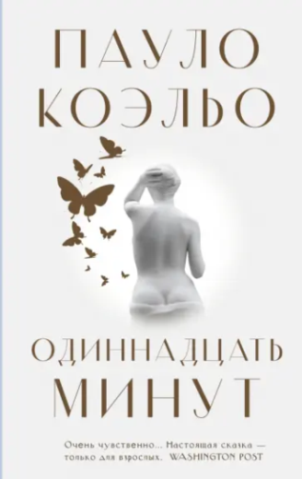 ПАУЛО
КОЭЛЬО
ОДИННАДЦАТЬ
МИНУТ
Очень чувственно... Настоящая сказка —
только для взрослых. WASHINGTON POST